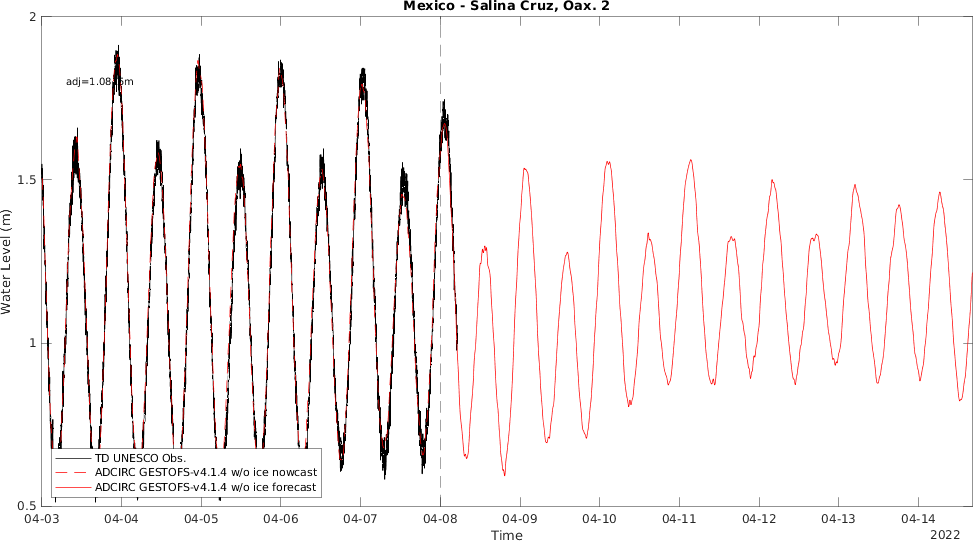 Mexico - Salina Cruz, Oax. 2
2
1.5
1
0.5
Water Level (m)
TD UNESCO Obs.
ADCIRC GESTOFS-v4.1.4 w/o ice nowcast
ADCIRC GESTOFS-v4.1.4 w/o ice forecast
04-03 04-04 04-05 04-06 04-07 04-08 04-09 04-10 04-11 04-12 04-13 04-14
Time
2022